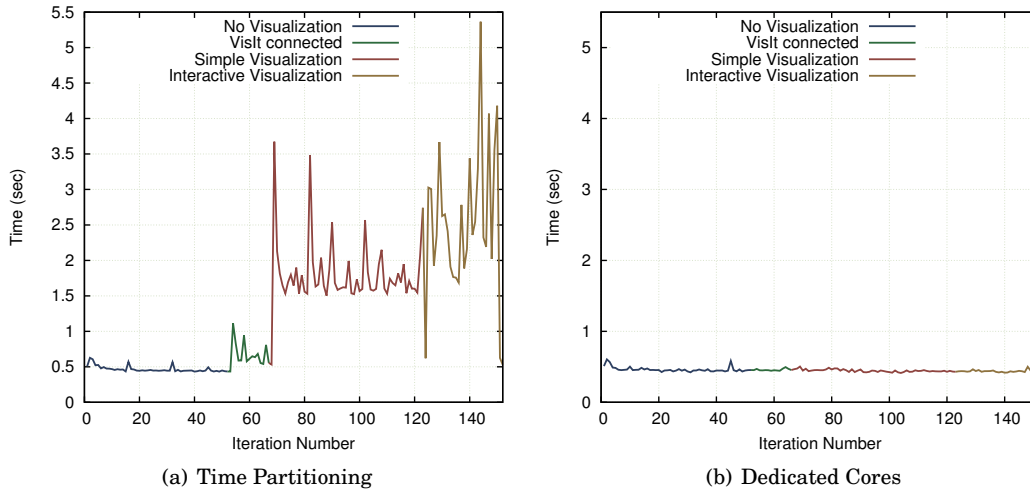 No Visualization
VisIt connected
Simple Visualization
Interactive Visualization
5.5
5
4.5
4
3.5
3
2.5
2
1.5
1
0.5
0
Time (sec)
0 20 40 60 80 100 120 140
Iteration Number
(a) Time Partitioning
No Visualization
VisIt connected
Simple Visualization
Interactive Visualization
5
4
3
2
1
0
Time (sec)
0 20 40 60 80 100 120 140
Iteration Number
(b) Dedicated Cores